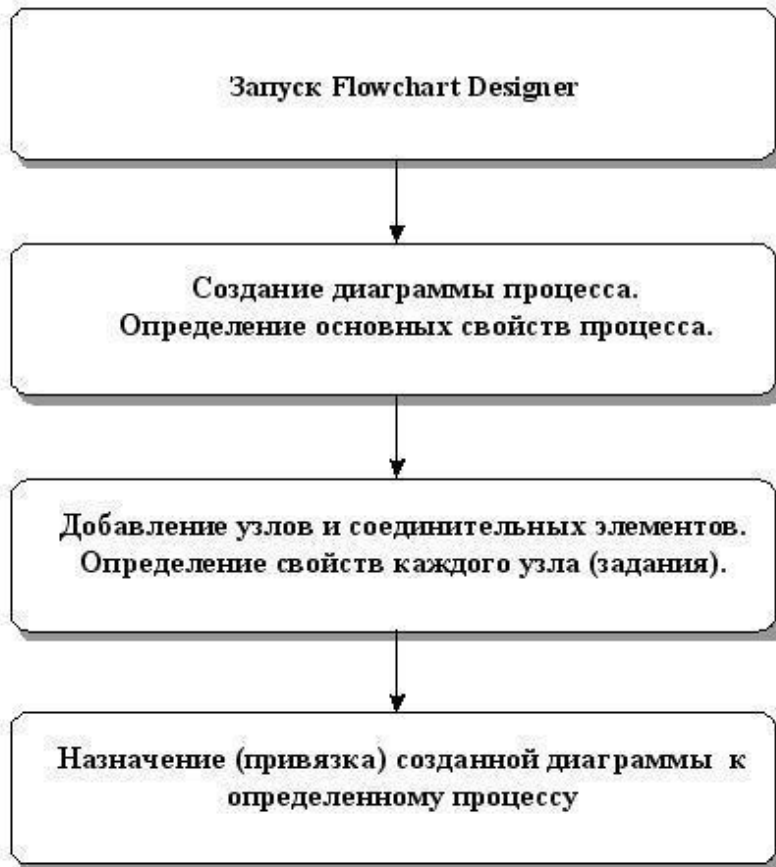 Запуск Flowchart Designer
Создание диаграммы процесса.
Определение основных свойств процесса.
Добавление узлов и соединительных элементов.
Определение свойств каждого узла (задания).
Назначение (привязка) созданной диаграммы к
определенному процессу